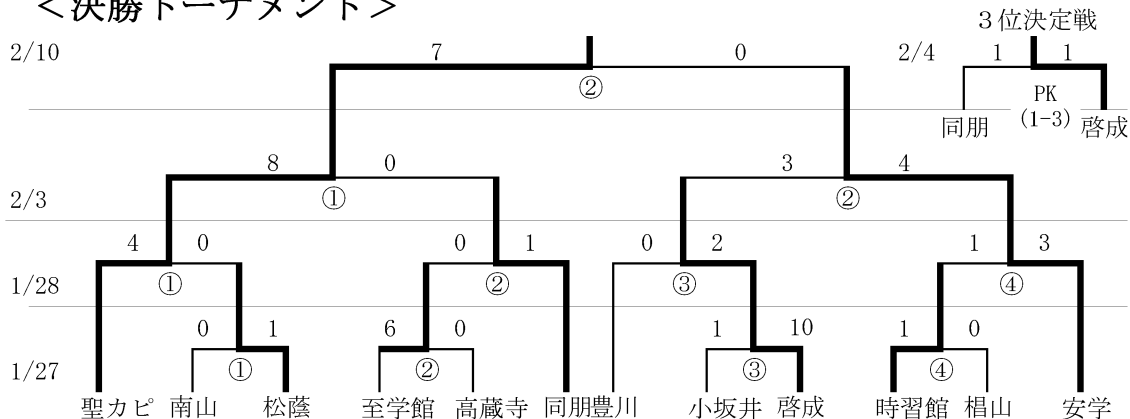 <決勝トーナメント>
3位決定戦
2/10 7 0 2/4 1 1
② PK
(1-3)
同朋 啓成
8 0 3 4
2/3 ① ②
4 0 0 1 0 2 1 3
1/28 ① ② ③ ④
0 1 6 0 1 10 1 0
1/27 ① ② ③ ④
聖カピ 南山 松蔭 至学館 高蔵寺 同朋 豊川 小坂井 啓成 時習館 椙山 安学